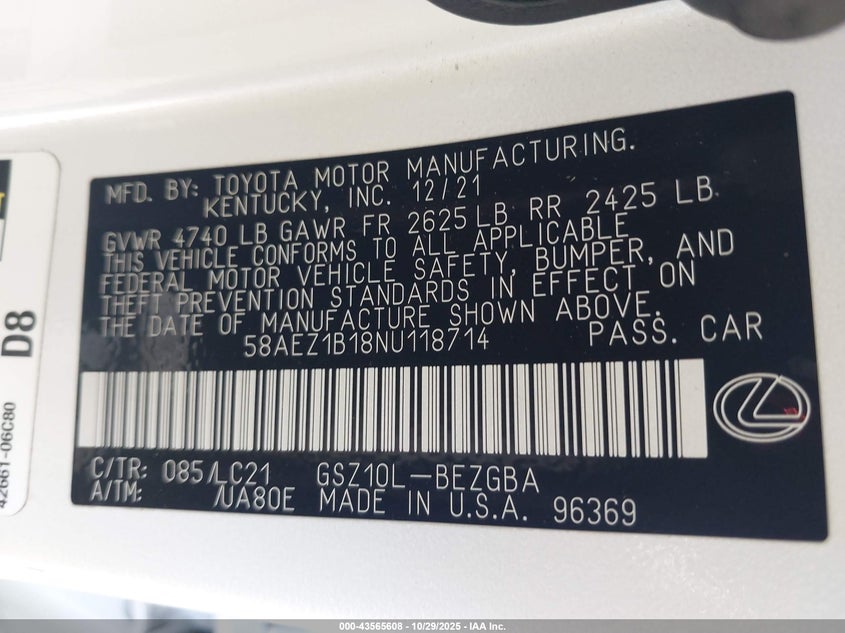 MFD. BY: TOYOTA MOTOR MANUFACTURING.
KENTUCKY, INC. 12/21
GVWR 4740 LB GAWR FR 2625 LB RR 2425 LB
THIS VEHICLE CONFORMS TO ALL APPLICABLE
FEDERAL MOTOR VEHICLE SAFETY, BUMPER, AND
THEFT PREVENTION STANDARDS IN EFFECT ON
THE DATE OF MANUFACTURE SHOWN ABOVE.
58AEZ1B18NU118714 PASS. CAR
C/TR: 085/LC21 GSZ10L-BEZGBA
A/TM: /UA80E MADE IN U.S.A. 96369
D8
42661-06C80
000-43565608 | 10/29/2025 - IAA Inc.